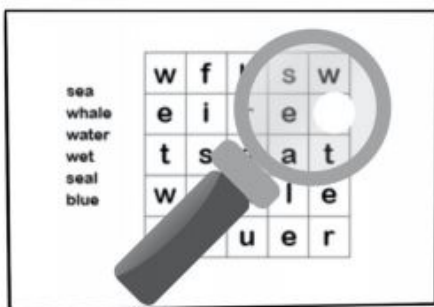 sea
whale
water
wet
seal
blue
w f s w
e i e
t s a t
w l e
u e r